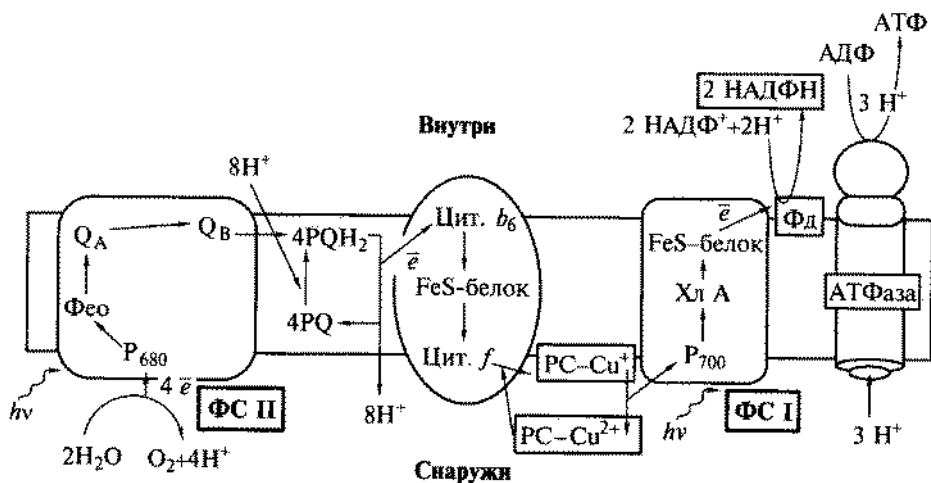 АТФ
АДФ
2 НАДФН
3 H⁺
2 НАДФ⁺+2H⁺
Внутри
8H⁺
Q_A
Q_B
4PQH₂
Цит. b₆
ē
ē
Фд
FeS-белок
FeS–белок
Фео
4PQ
Хл А
АТФаза
P₆₈₀
Цит. f
PC–Cu⁺
P₇₀₀
hν
4 ē
ФС II
8H⁺
PC–Cu²⁺
hν
ФС I
3 H⁺
2H₂O
O₂+4H⁺
Снаружи